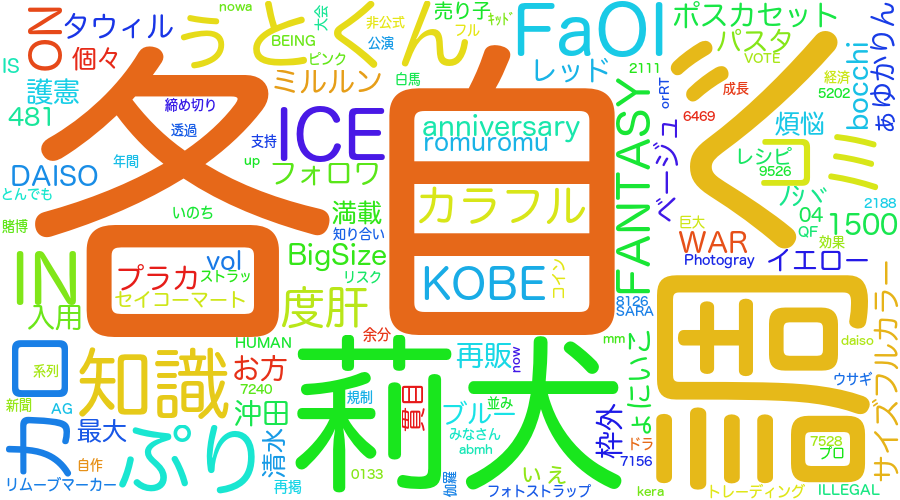 nowa
大会
非公式
ｷｯﾄﾞ
売り子
ON
タウィル
うとくん
BEING
公演
フル
FaOI
ポスカセット
IS
個々
ミルルン
ピンク
白馬
レッド
2111
パスタ
VOTE
bocchi
ぁゆかりん
護憲
481
締め切り
透過
支持
ICE
anniversary
romuromu
orRT
6469
成長
経済
5202
煩悩
各自
DAISO
とんでも
年間
up
フォロワ
カラフル
FANTASY
ベージュ
レシピ
9526
ミ
いのち
満載
知り合い
巨大
04
QF
1500
2188
賭博
IN
vol
BigSize
WAR
効果
プラカ
ストラッ
リスク
KOBE
コイン
Photogray
イエロー
セイコーマート
入用
度肝
8126
SARA
サイズフルカラー
余分
mm
よにいこ
ロ
系列
知識
HUMAN
お方
莉犬
再販
now
daiso
ウサギ
新聞
AG
7240
沖田
規制
貫目
ブルー
並み
枠外
カ
最大
ぷり
清水
みなさん
abmh
ドラ
7156
7528
プロ
自作
リムーブマーカー
再掲
0133
伽羅
いえ
フォトストラップ
kera
トレーディング
ILLEGAL